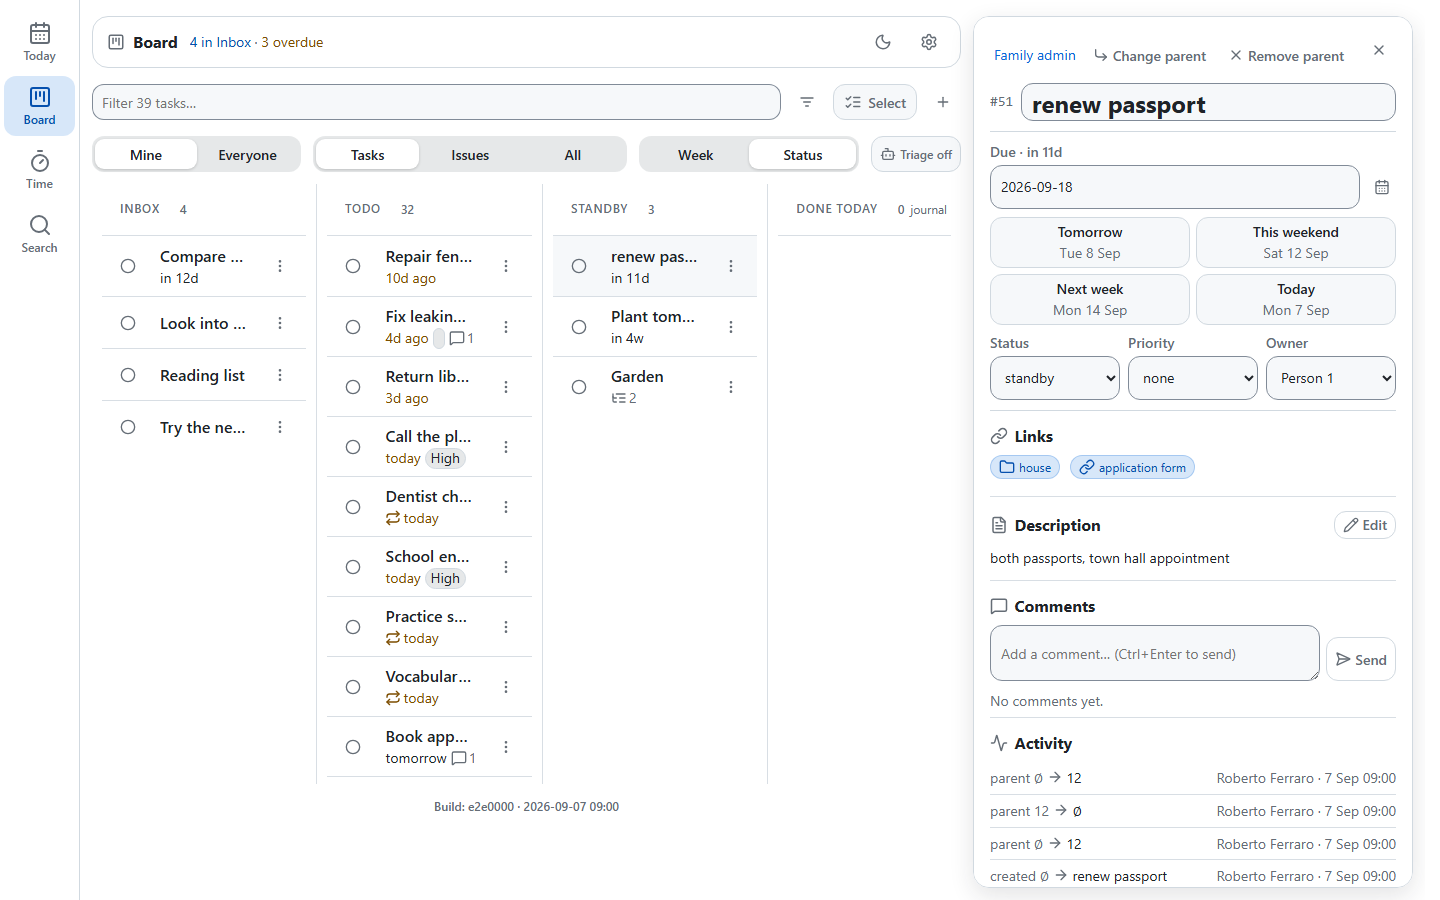 Today
Board
Time
Search
Board
4 in Inbox · 3 overdue
Filter 39 tasks...
Select
Mine
Everyone
Tasks
Issues
All
Week
Status
Triage off
INBOX 4
Compare ...
in 12d
Look into ...
Reading list
Try the ne...
TODO 32
Repair fen...
10d ago
Fix leakin...
4d ago 1
Return lib...
3d ago
Call the pl...
today High
Dentist ch...
today
School en...
today High
Practice s...
today
Vocabular...
today
Book app...
tomorrow 1
STANDBY 3
renew pas...
in 11d
Plant tom...
in 4w
Garden
2
DONE TODAY 0 journal
Build: e2e0000 · 2026-09-07 09:00
Family admin
Change parent
Remove parent
#51 renew passport
Due · in 11d
2026-09-18
Tomorrow
Tue 8 Sep
This weekend
Sat 12 Sep
Next week
Mon 14 Sep
Today
Mon 7 Sep
Status
Priority
Owner
standby
none
Person 1
Links
house
application form
Description
Edit
both passports, town hall appointment
Comments
Add a comment... (Ctrl+Enter to send)
Send
No comments yet.
Activity
parent ∅ → 12 Roberto Ferraro · 7 Sep 09:00
parent 12 → ∅ Roberto Ferraro · 7 Sep 09:00
parent ∅ → 12 Roberto Ferraro · 7 Sep 09:00
created ∅ → renew passport Roberto Ferraro · 7 Sep 09:00